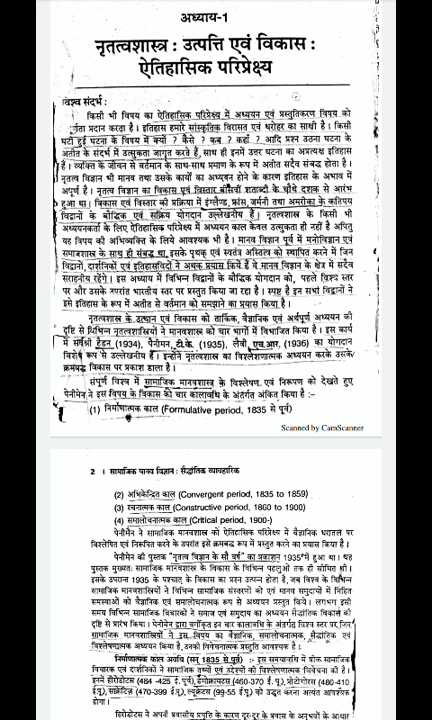 अध्याय-1
नृतत्वशास्त्र : उत्पत्ति एवं विकास :
ऐतिहासिक परिप्रेक्ष्य
विश्व संदर्भ :
किसी भी विषय का ऐतिहासिक परिप्रेक्ष्य में अध्ययन एवं प्रस्तुतिकरण विषय को
पूर्णता प्रदान करता है। इतिहास हमारे सांस्कृतिक विरासत एवं धरोहर का साक्षी है। किसी
घटी हुई घटना के विषय में क्यों ? कैसे ? कब ? कहाँ ? आदि प्रश्न उठना घटना के
अतीत के संदर्भ में उत्सुकता जागृत करते हैं, साथ ही इनमें उत्तर घटना का अप्रत्यक्ष इतिहास
है। व्यक्ति के जीवन से वर्तमान के साथ-साथ प्रमाण के रूप में अतीत सदैव संबद्ध होता है।
नृतत्व विज्ञान भी मानव तथा उसके कार्यों का अध्ययन होने के कारण इतिहास के अभाव में
अपूर्ण है। नृतत्व विज्ञान का विकास एवं विस्तार बीसवीं शताब्दी के चौथे दशक से आरंभ
हुआ था। विकास एवं विस्तार की प्रक्रिया में इंग्लैण्ड, फ्रांस, जर्मनी तथा अमरीका के कतिपय
विद्वानों के बौद्धिक एवं सक्रिय योगदान उल्लेखनीय हैं। नृतत्वशास्त्र के किसी भी
अध्ययनकर्ता के लिए ऐतिहासिक परिप्रेक्ष्य में अध्ययन काल केवल उत्सुकता ही नहीं है अपितु
यह विषय की अभिव्यक्ति के लिये आवश्यक भी है। मानव विज्ञान पूर्व में मनोविज्ञान एवं
समाजशास्त्र के साथ ही संबद्ध था, इसके पृथक् एवं स्वतंत्र अस्तित्व को स्थापित करने में जिन
विद्वानों, दार्शनिकों एवं इतिहासविदों ने अथक प्रयास किये हैं वे मानव विज्ञान के क्षेत्र में सदैव
सराहनीय रहेंगे। इस अध्याय में विभिन्न विद्वानों के बौद्धिक योगदान को, पहले विश्व स्तर
पर और उसके उपरांत भारतीय स्तर पर प्रस्तुत किया जा रहा है। स्पष्ट है इन सभी विद्वानों ने
इसे इतिहास के रूप में अतीत से वर्तमान को समझाने का प्रयास किया है।
नृतत्वशास्त्र के उत्थान एवं विकास को तार्किक, वैज्ञानिक एवं अर्थपूर्ण अध्ययन की
दृष्टि से विभिन्न नृतत्वशास्त्रियों ने मानवशास्त्र को चार भागों में विभाजित किया है। इस कार्य
में सर्वश्री हैडन (1934), पैनीमन, टी.के. (1935), लैवी, एच.आर. (1936) का योगदान
विशेष रूप से उल्लेखनीय हैं। इन्होंने नृतत्वशास्त्र का विश्लेषणात्मक अध्ययन करके उसके
क्रमबद्ध विकास पर प्रकाश डाला है।
संपूर्ण विश्व में सामाजिक मानवशास्त्र के विश्लेषण एवं निरूपण को देखते हुए
पैनीमेन ने इस विषय के विकास को चार कालावधि के अंतर्गत अंकित किया है :-
(1) निर्माणात्मक काल (Formulative period, 1835 से पूर्व)
Scanned by CamScanner
2 । सामाजिक मानव विज्ञान : सैद्धांतिक व्यावहारिक
(2) अभिकेन्द्रित काल (Convergent period, 1835 to 1859)
(3) रचनात्मक काल (Constructive period, 1860 to 1900)
(4) समालोचनात्मक काल (Critical period, 1900-)
पेनीमैन ने सामाजिक मानवशास्त्र को ऐतिहासिक परिप्रेक्ष्य में वैज्ञानिक धरातल पर
विश्लेषित एवं निरूपित करने के उपरांत इसे क्रमबद्ध रूप में प्रस्तुत करने का प्रयास किया है।
पेनीमेन की पुस्तक "नृतत्व विज्ञान के सौ वर्ष" का प्रकाशन 1935 में हुआ था। यह
पुस्तक मुख्यतः सामाजिक मानवशास्त्र के विकास के विभिन्न पहलुओं तक ही सीमित थी।
इसके उपरान्त 1935 के पश्चात् के विकास का प्रश्न उत्पन्न होता है, जब विश्व के विभिन्न
सामाजिक मानवशास्त्रियों ने विभिन्न सामाजिक संस्तरणों को एवं मानव समुदायों में निहित
समस्याओं को वैज्ञानिक एवं समालोचनात्मक रूप से अध्ययन प्रस्तुत किये। लगभग इसी
समय विभिन्न सामाजिक विचारकों ने समाज एवं समुदाय का अध्ययन सैद्धांतिक विकास की
दृष्टि से प्रारंभ किया। पेनीमैन द्वारा वर्गीकृत इन चार कालावधि के अंतर्गत विश्व स्तर पर जिन
सामाजिक मानवशास्त्रियों ने इस विषय का वैज्ञानिक, समालोचनात्मक, सैद्धांतिक एवं
विश्लेषणात्मक अध्ययन किया है, उनकी विवेचनात्मक प्रस्तुति आवश्यक है।
निर्माणात्मक काल अवधि (सन् 1835 से पूर्व) :- इस समयावधि में ग्रीक सामाजिक
विचारक एवं दार्शनिकों ने सामाजिक तथ्यों एवं उद्देश्यों की विश्लेषणात्मक विवेचना की है।
इनमें हीरोडोटस (484 -425 ई. पूर्व), डेमोक्रायटस (460-370 ई. पू.), प्रोटोगोरस (480-410
ई.पू.), सॉक्रेटिज (470-399 ई.पू.), ल्यूक्रेटस (99-55 ई.पू.) को उद्धृत करना अत्यंत आवश्यक
होगा।
हिरोडोटस ने अपनी प्रवासीय प्रवृत्ति के कारण दूर-दूर के प्रवास के अनुभवों के आधार